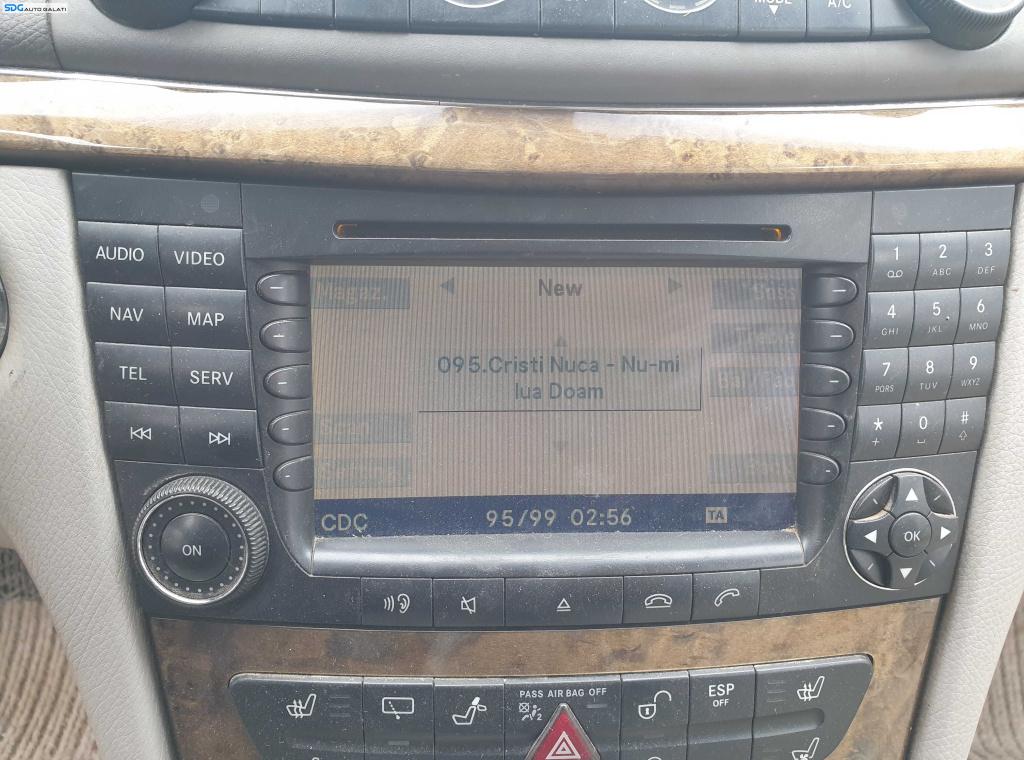 SDG AUTO GALATI
MODE
A/C
AUDIO
VIDEO
NAV
MAP
TEL
SERV
ON
Magaz.
New
095.Cristi Nuca - Nu-mi
lua Doam
CDC
95/99 02:56
TA
1
2 ABC
3 DEF
4 GHI
5 JKL
6 MNO
7 PQRS
8 TUV
9 WXYZ
*
+
0
#
OK
PASS AIR BAG OFF
2
ESP
OFF